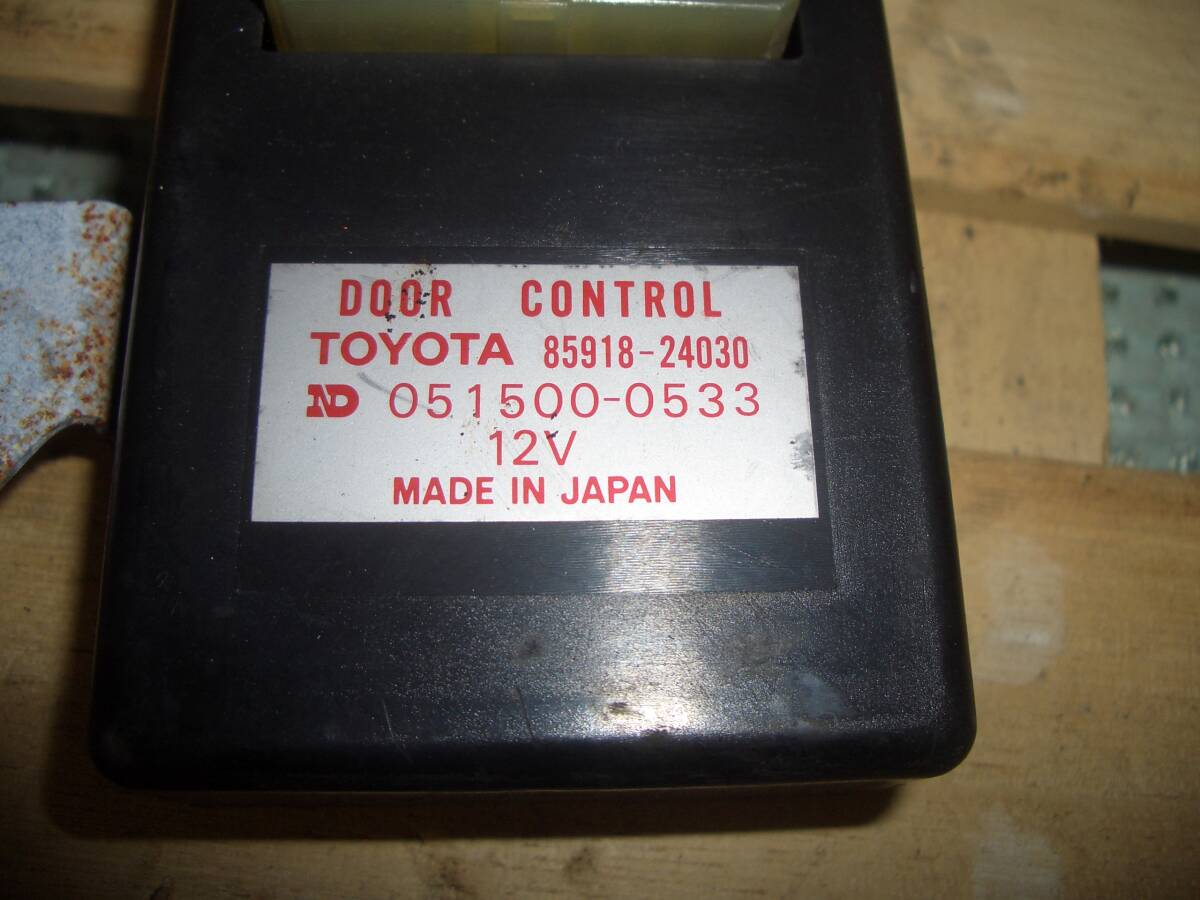 DOOR CONTROL
TOYOTA 85918-24030
ND 051500-0533
12V
MADE IN JAPAN